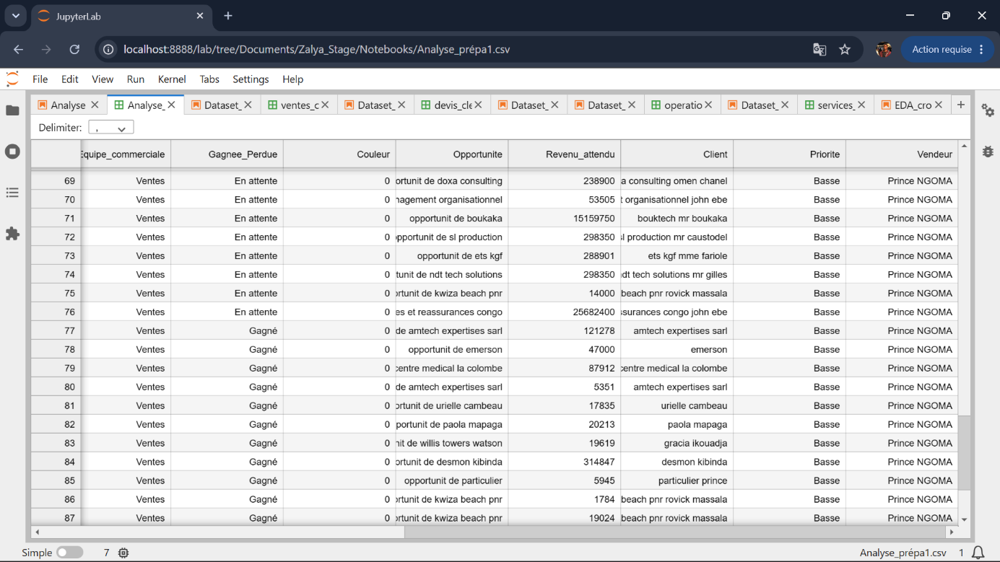 JupyterLab
localhost:8888/lab/tree/Documents/Zalya_Stage/Notebooks/Analyse_prépa1.csv
Action requise
File Edit View Run Kernel Tabs Settings Help
Analyse Analyse_ Dataset_ ventes_c Dataset_ devis_cle Dataset_ Dataset_ operatio Dataset_ services_ EDA_cro
Delimiter: ,
Equipe_commerciale Gagnee_Perdue Couleur Opportunite Revenu_attendu Client Priorite Vendeur
69 Ventes En attente 0 ortunit de doxa consulting 238900 a consulting omen chanel Basse Prince NGOMA
70 Ventes En attente 0 nagement organisationnel 53505 t organisationnel john ebe Basse Prince NGOMA
71 Ventes En attente 0 opportunit de boukaka 15159750 bouktech mr boukaka Basse Prince NGOMA
72 Ventes En attente 0 opportunit de sl production 298350 sl production mr caustodel Basse Prince NGOMA
73 Ventes En attente 0 opportunit de ets kgf 288901 ets kgf mme fariole Basse Prince NGOMA
74 Ventes En attente 0 tunit de ndt tech solutions 298350 ndt tech solutions mr gilles Basse Prince NGOMA
75 Ventes En attente 0 ortunit de kwiza beach pnr 14000 beach pnr rovick massala Basse Prince NGOMA
76 Ventes En attente 0 es et reassurances congo 25682400 ssurances congo john ebe Basse Prince NGOMA
77 Ventes Gagné 0 de amtech expertises sarl 121278 amtech expertises sarl Basse Prince NGOMA
78 Ventes Gagné 0 opportunit de emerson 47000 emerson Basse Prince NGOMA
79 Ventes Gagné 0 centre medical la colombe 87912 centre medical la colombe Basse Prince NGOMA
80 Ventes Gagné 0 de amtech expertises sarl 5351 amtech expertises sarl Basse Prince NGOMA
81 Ventes Gagné 0 ortunit de urielle cambeau 17835 urielle cambeau Basse Prince NGOMA
82 Ventes Gagné 0 portunit de paola mapaga 20213 paola mapaga Basse Prince NGOMA
83 Ventes Gagné 0 nit de willis towers watson 19619 gracia ikouadja Basse Prince NGOMA
84 Ventes Gagné 0 ortunit de desmon kibinda 314847 desmon kibinda Basse Prince NGOMA
85 Ventes Gagné 0 opportunit de particulier 5945 particulier prince Basse Prince NGOMA
86 Ventes Gagné 0 ortunit de kwiza beach pnr 1784 beach pnr rovick massala Basse Prince NGOMA
87 Ventes Gagné 0 ortunit de kwiza beach pnr 19024 beach pnr rovick massala Basse Prince NGOMA
Simple 7 Analyse_prépa1.csv 1